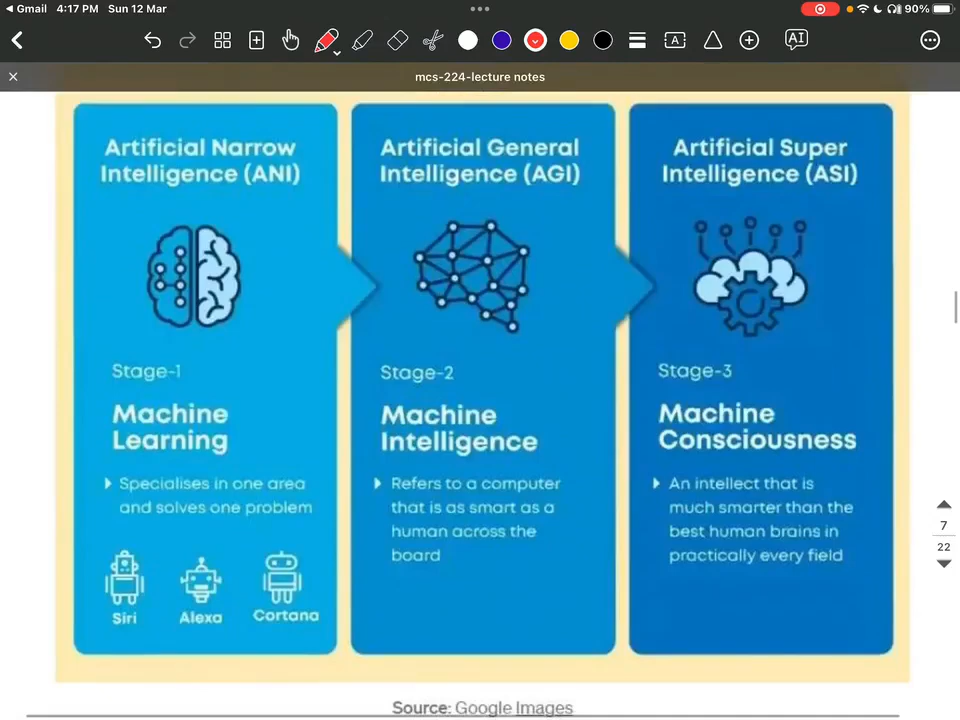 Gmail 4:17 PM Sun 12 Mar
90%
A
AI
mcs-224-lecture notes
Artificial Narrow
Intelligence (ANI)
Stage-1
Machine
Learning
Specialises in one area
and solves one problem
Siri
Alexa
Cortana
Artificial General
Intelligence (AGI)
Stage-2
Machine
Intelligence
Refers to a computer
that is as smart as a
human across the
board
Artificial Super
Intelligence (ASI)
Stage-3
Machine
Consciousness
An intellect that is
much smarter than the
best human brains in
practically every field
7
22
Source: Google Images